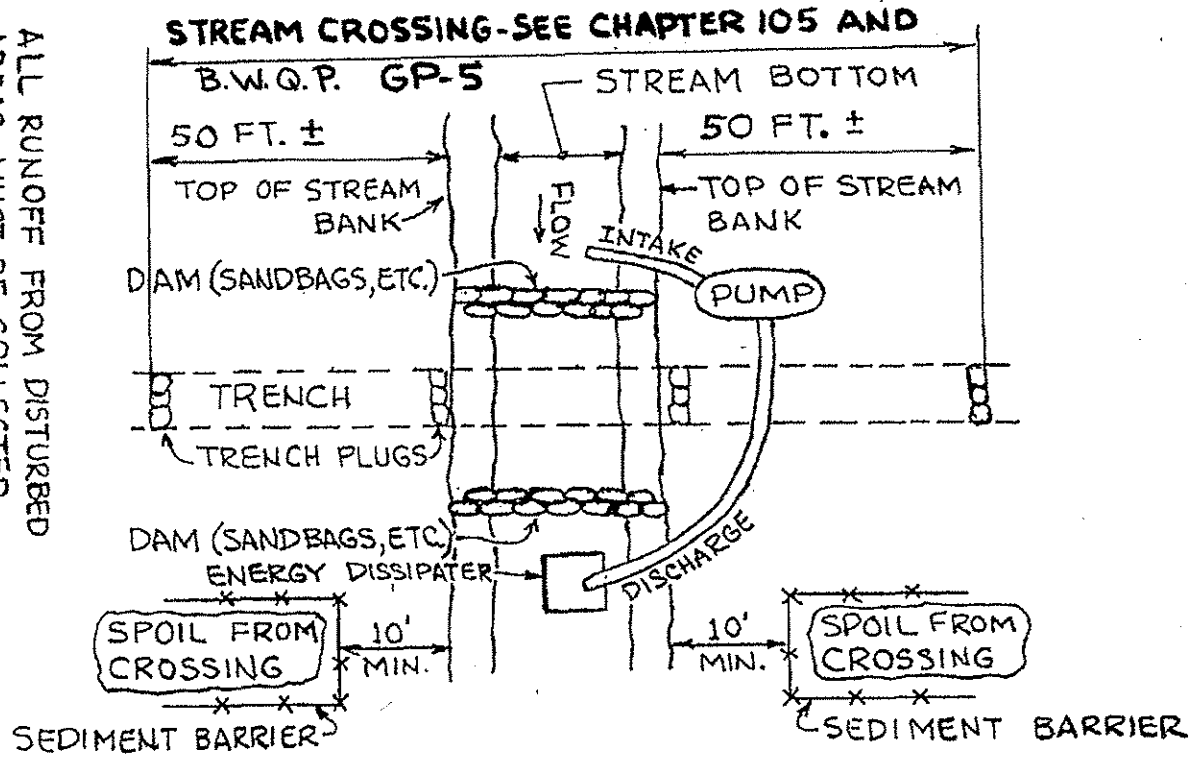 STREAM CROSSING-SEE CHAPTER 105 AND
B.W.Q.P. GP-5
STREAM BOTTOM
50 FT. ±
50 FT. ±
TOP OF STREAM
BANK
TOP OF STREAM
BANK
FLOW
INTAKE
PUMP
DAM (SANDBAGS, ETC.)
TRENCH
TRENCH PLUGS
DAM (SANDBAGS, ETC.)
ENERGY DISSIPATER
DISCHARGE
SPOIL FROM
CROSSING
10'
MIN.
10'
MIN.
SPOIL FROM
CROSSING
SEDIMENT BARRIER
SEDIMENT BARRIER
ALL RUNOFF FROM DISTURBED